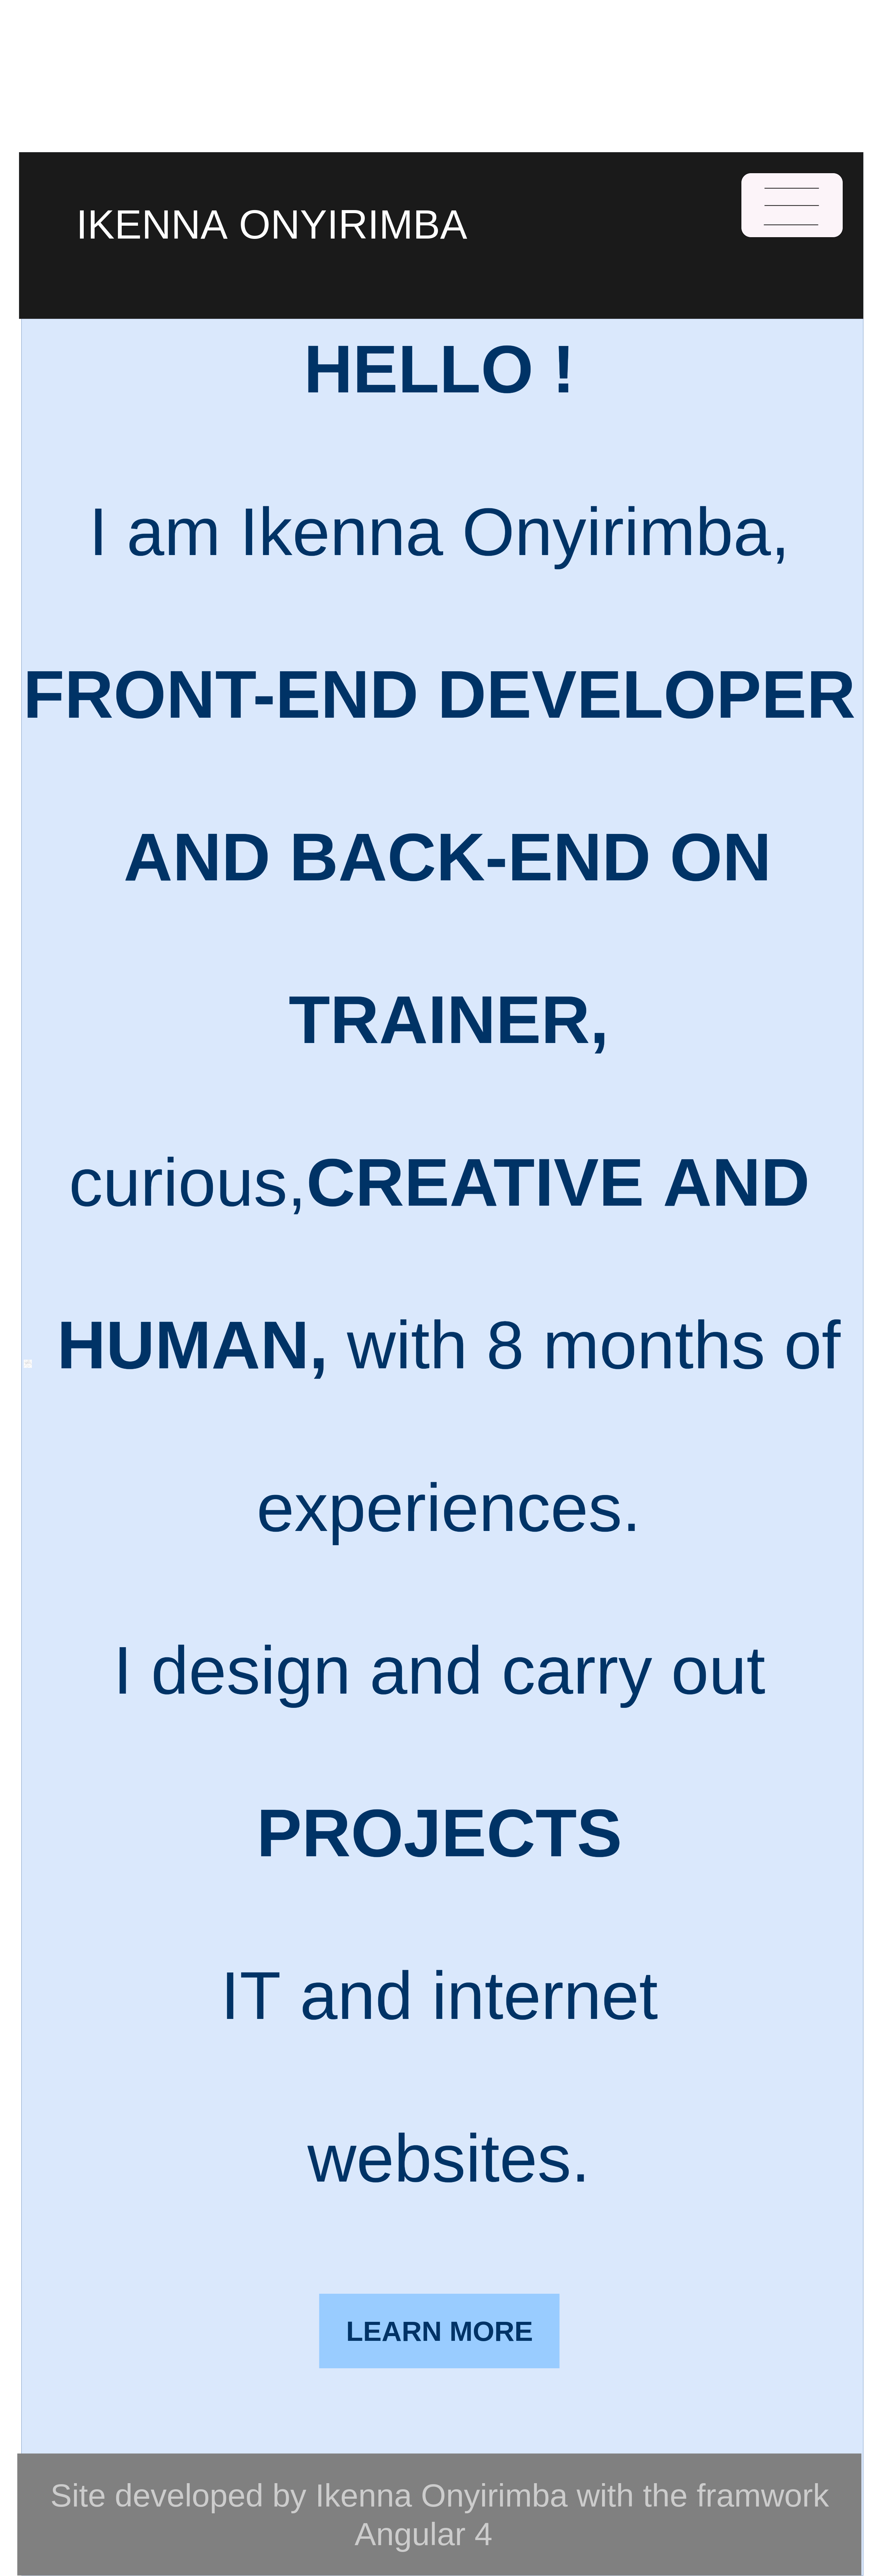 IKENNA ONYIRIMBA
HELLO !
I am Ikenna Onyirimba,
FRONT-END DEVELOPER
AND BACK-END ON
TRAINER,
curious,CREATIVE AND
HUMAN, with 8 months of
experiences.
I design and carry out
PROJECTS
IT and internet
websites.
LEARN MORE
Site developed by Ikenna Onyirimba with the framwork
Angular 4